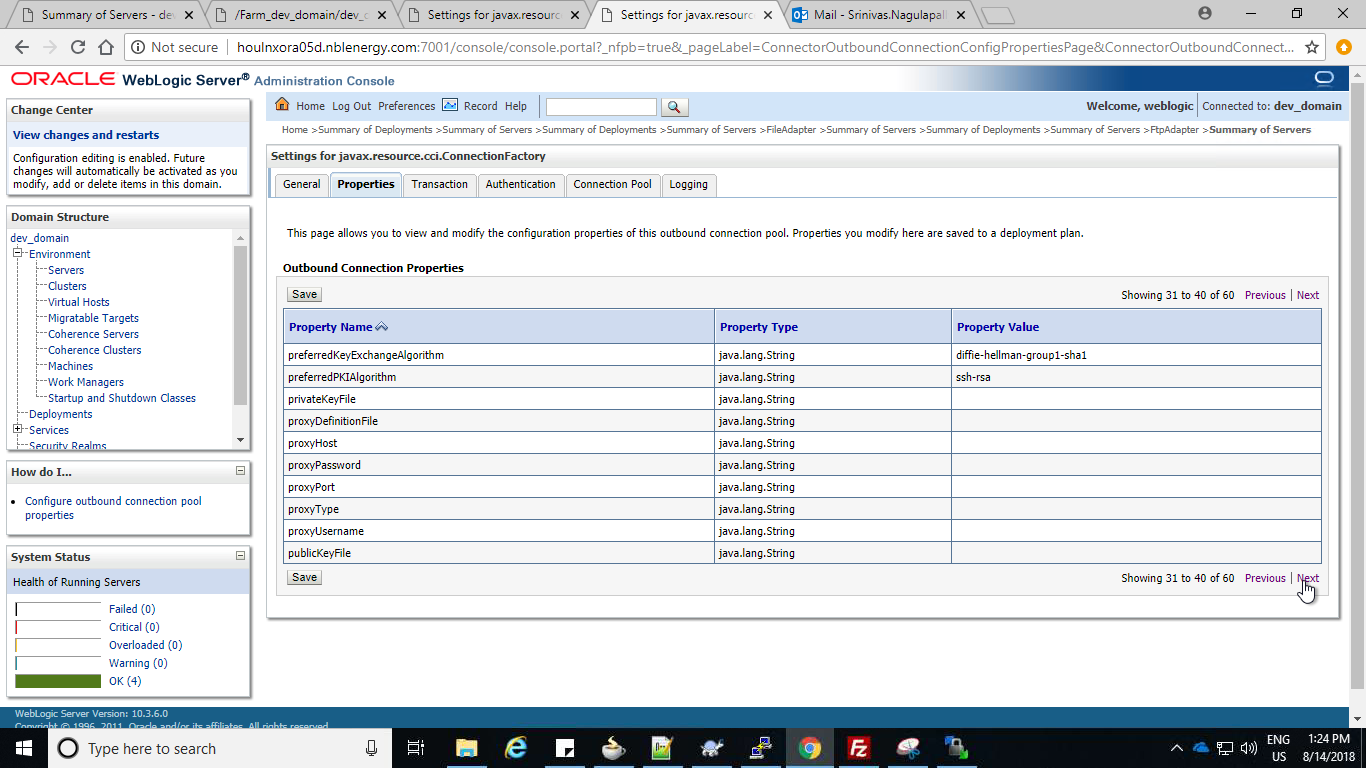 Summary of Servers - de
/Farm_dev_domain/dev_
Settings for javax.resour
Settings for javax.resour
Mail - Srinivas.Nagulapal
Not secure houlnxora05d.nblenergy.com:7001/console/console.portal?_nfpb=true&_pageLabel=ConnectorOutboundConnectionConfigPropertiesPage&ConnectorOutboundConnect...
ORACLE WebLogic Server® Administration Console
Change Center
View changes and restarts
Configuration editing is enabled. Future
changes will automatically be activated as you
modify, add or delete items in this domain.
Domain Structure
dev_domain
Environment
Servers
Clusters
Virtual Hosts
Migratable Targets
Coherence Servers
Coherence Clusters
Machines
Work Managers
Startup and Shutdown Classes
Deployments
Services
Security Realms
How do I...
Configure outbound connection pool
properties
System Status
Health of Running Servers
Failed (0)
Critical (0)
Overloaded (0)
Warning (0)
OK (4)
Home Log Out Preferences Record Help
Welcome, weblogic Connected to: dev_domain
Home >Summary of Deployments >Summary of Servers >Summary of Deployments >Summary of Servers >FileAdapter >Summary of Servers >Summary of Deployments >Summary of Servers >FtpAdapter >Summary of Servers
Settings for javax.resource.cci.ConnectionFactory
General Properties Transaction Authentication Connection Pool Logging
This page allows you to view and modify the configuration properties of this outbound connection pool. Properties you modify here are saved to a deployment plan.
Outbound Connection Properties
Save Showing 31 to 40 of 60 Previous | Next
Property Name Property Type Property Value
preferredKeyExchangeAlgorithm java.lang.String diffie-hellman-group1-sha1
preferredPKIAlgorithm java.lang.String ssh-rsa
privateKeyFile java.lang.String
proxyDefinitionFile java.lang.String
proxyHost java.lang.String
proxyPassword java.lang.String
proxyPort java.lang.String
proxyType java.lang.String
proxyUsername java.lang.String
publicKeyFile java.lang.String
Save Showing 31 to 40 of 60 Previous | Next
WebLogic Server Version: 10.3.6.0
Copyright © 1996, 2011, Oracle and/or its affiliates. All rights reserved.
Type here to search
ENG
US
1:24 PM
8/14/2018